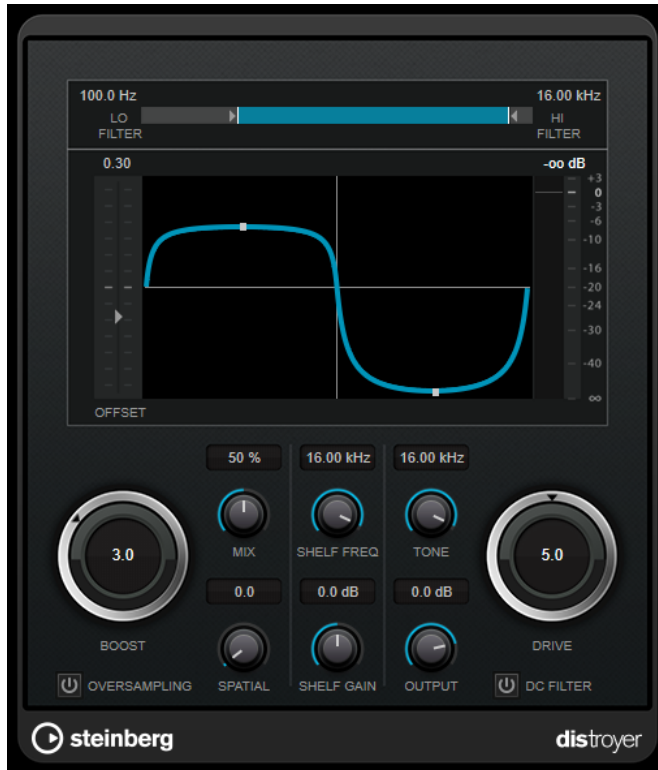 100.0 Hz
16.00 kHz
LO
FILTER
HI
FILTER
0.30
-oo dB
+3
0
-3
-6
-10
-16
-20
-24
-30
-40
∞
OFFSET
50 %
16.00 kHz
16.00 kHz
3.0
MIX
SHELF FREQ
TONE
5.0
0.0
0.0 dB
0.0 dB
BOOST
DRIVE
OVERSAMPLING
SPATIAL
SHELF GAIN
OUTPUT
DC FILTER
steinberg
distroyer